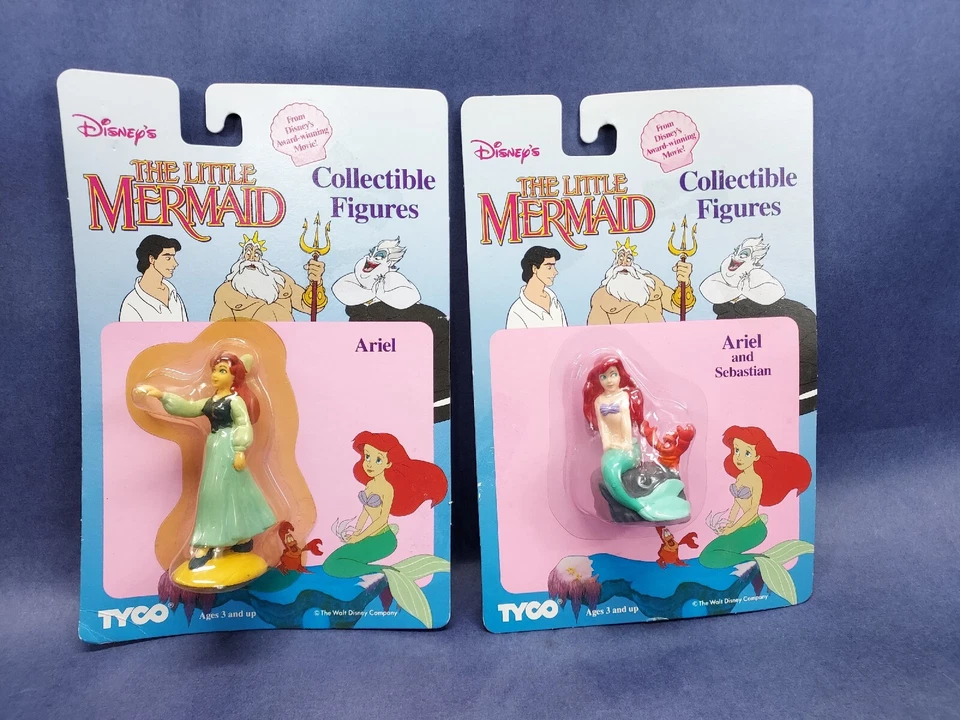 Disney's
THE LITTLE
MERMAID
From
Disney's
Award-winning
Movie!
Collectible
Figures
Ariel
TYCO
Ages 3 and up
© The Walt Disney Company
Disney's
THE LITTLE
MERMAID
From
Disney's
Award-winning
Movie!
Collectible
Figures
Ariel
and
Sebastian
TYCO
Ages 3 and up
© The Walt Disney Company